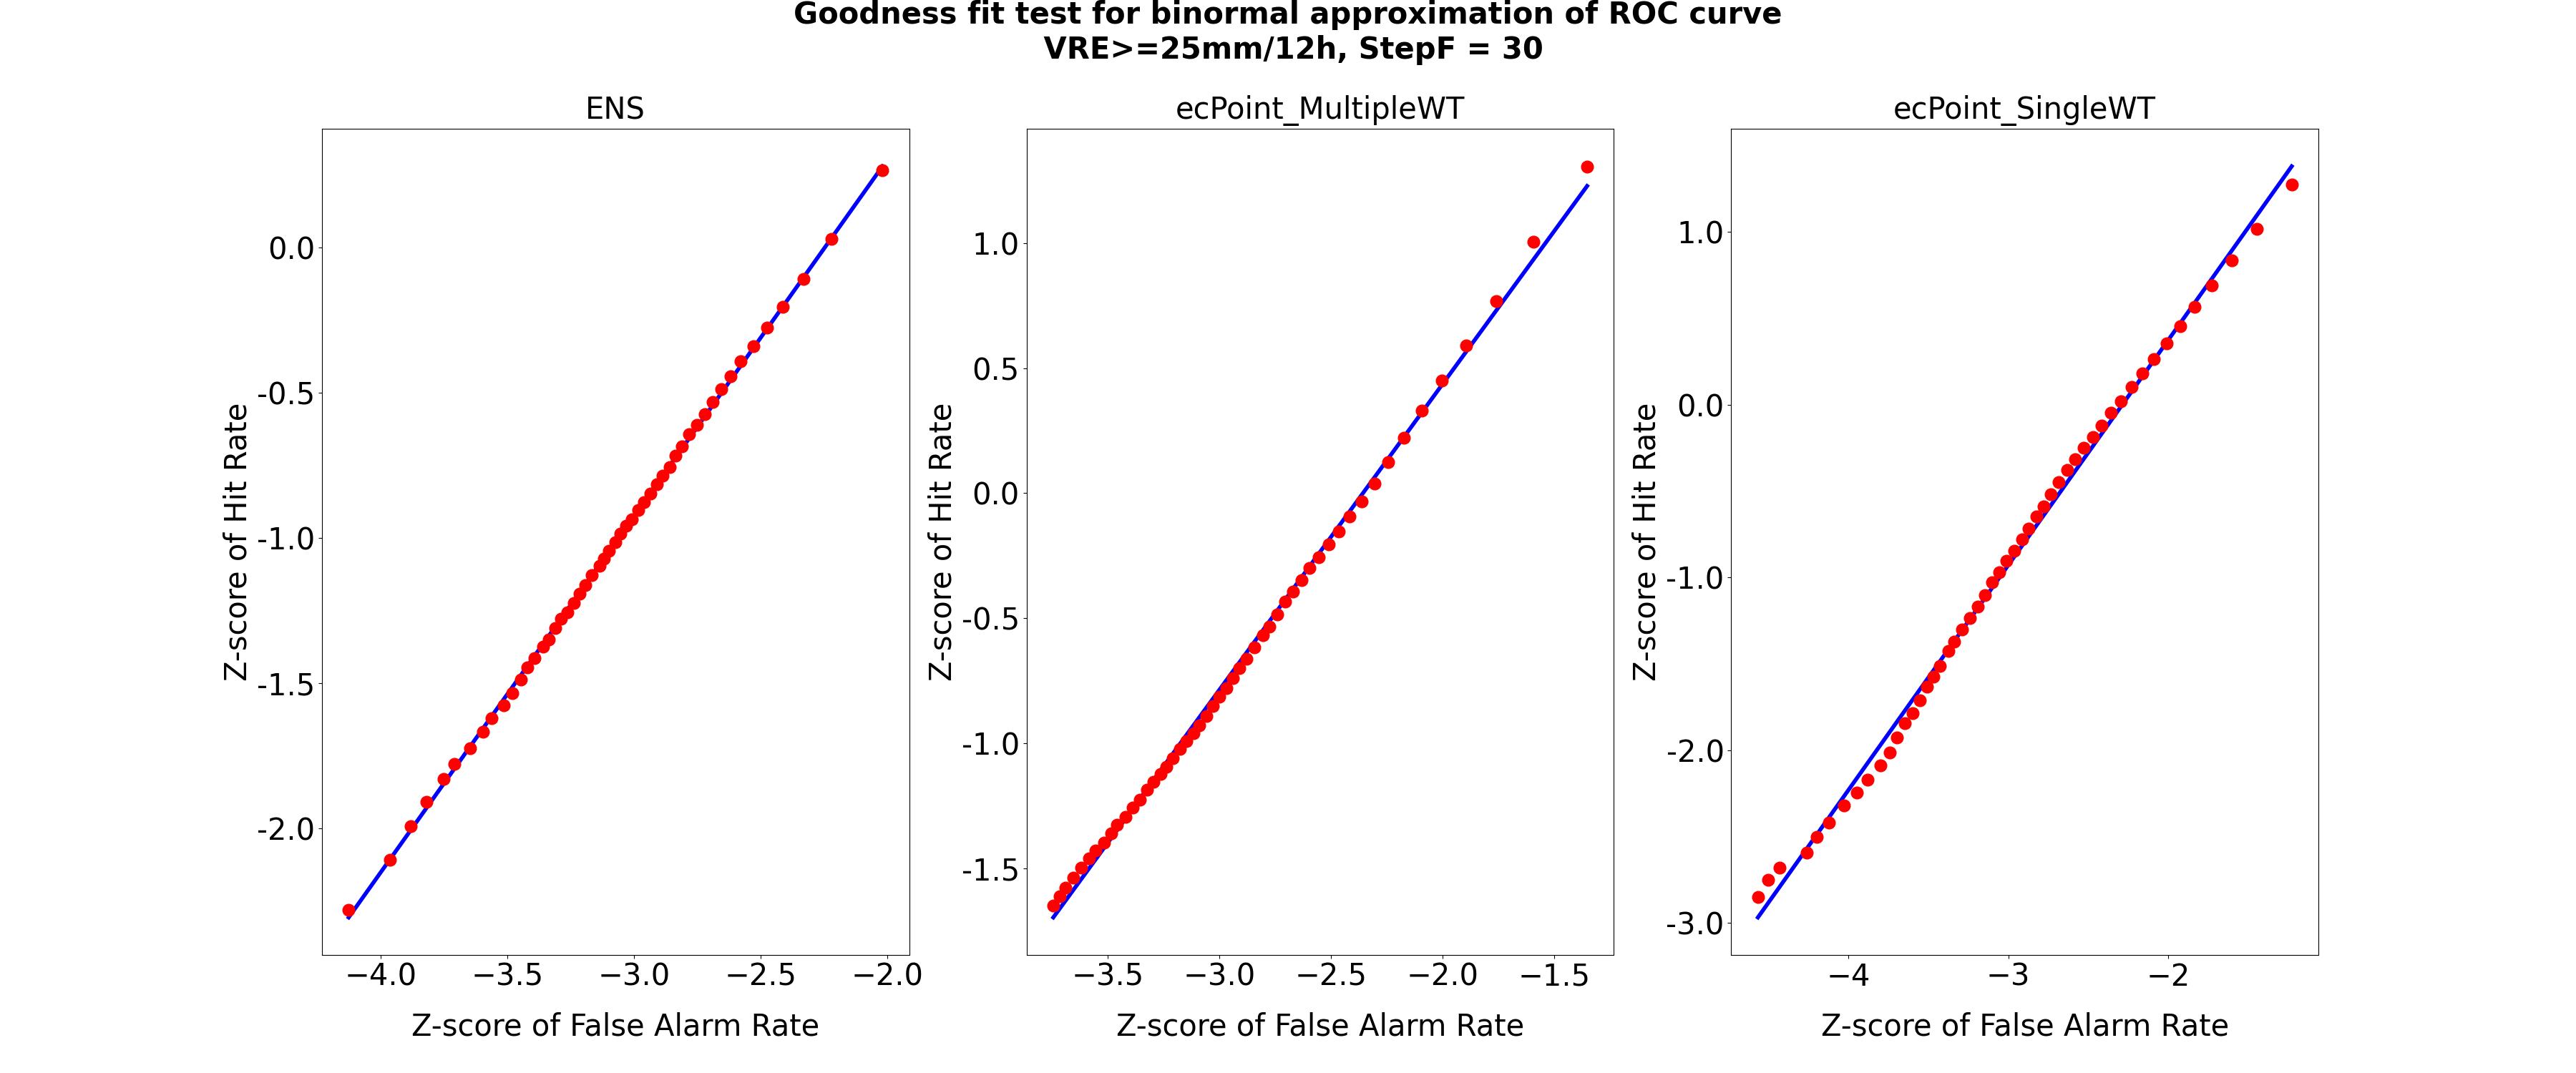 Goodness fit test for binormal approximation of ROC curve
VRE>=25mm/12h, StepF = 30
ENS
Z-score of Hit Rate
0.0
-0.5
-1.0
-1.5
-2.0
−4.0 −3.5 −3.0 −2.5 −2.0
Z-score of False Alarm Rate
ecPoint_MultipleWT
Z-score of Hit Rate
1.0
0.5
0.0
-0.5
-1.0
-1.5
−3.5 −3.0 −2.5 −2.0 −1.5
Z-score of False Alarm Rate
ecPoint_SingleWT
Z-score of Hit Rate
1.0
0.0
-1.0
-2.0
-3.0
−4 −3 −2
Z-score of False Alarm Rate